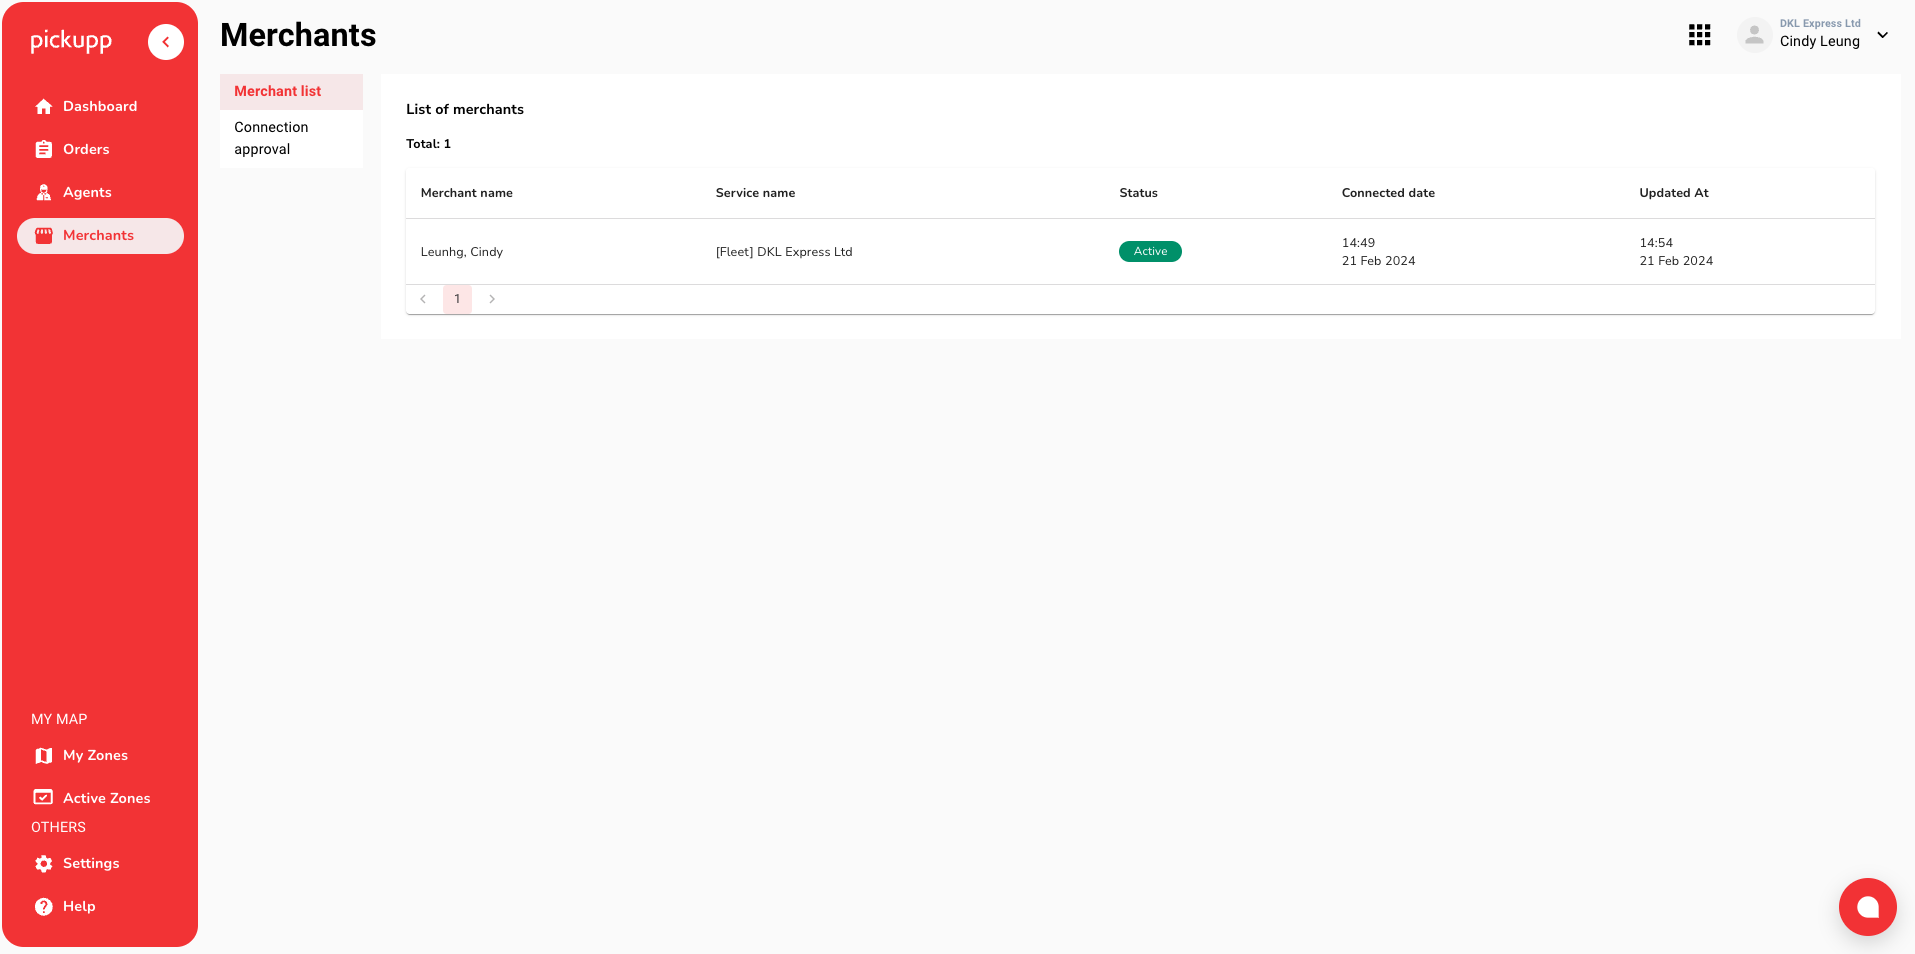 pickupp
Dashboard
Orders
Agents
Merchants
MY MAP
My Zones
Active Zones
OTHERS
Settings
Help
Merchants
DKL Express Ltd
Cindy Leung
Merchant list
Connection
approval
List of merchants
Total: 1
Merchant name Service name Status Connected date Updated At
Leunhg, Cindy [Fleet] DKL Express Ltd Active 14:49 14:54
21 Feb 2024 21 Feb 2024
1